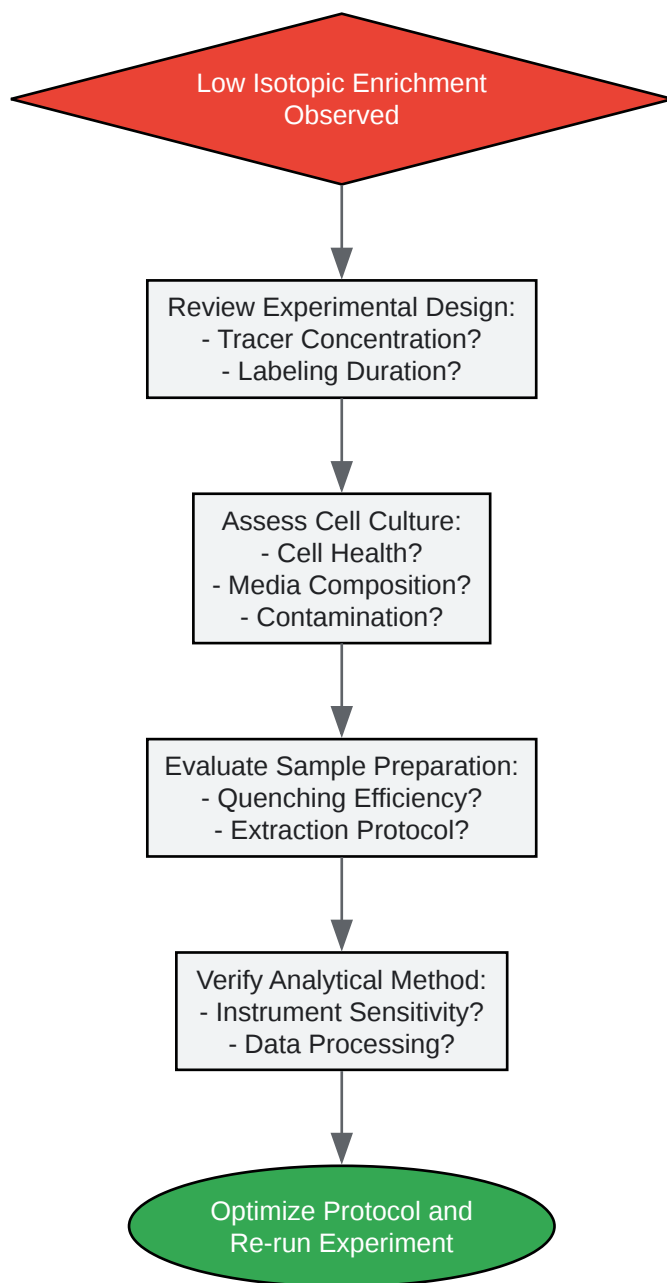 Low Isotopic Enrichment
Observed
Review Experimental Design:
- Tracer Concentration?
- Labeling Duration?
Assess Cell Culture:
- Cell Health?
- Media Composition?
- Contamination?
Evaluate Sample Preparation:
- Quenching Efficiency?
- Extraction Protocol?
Verify Analytical Method:
- Instrument Sensitivity?
- Data Processing?
Optimize Protocol and
Re-run Experiment